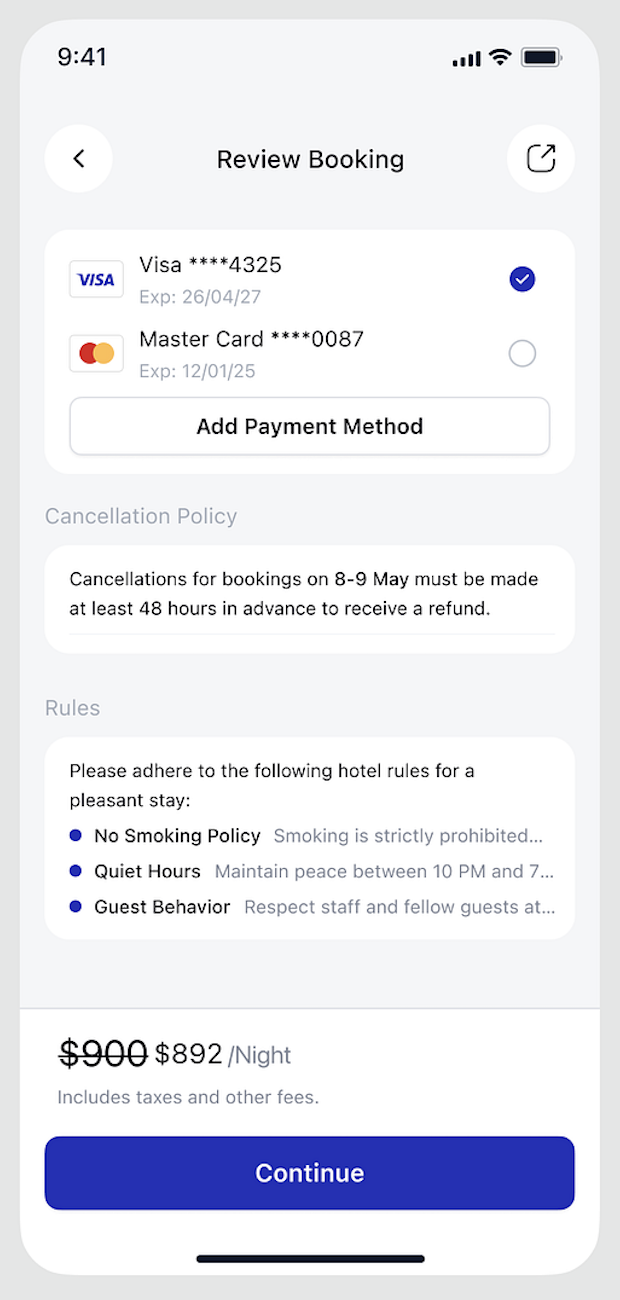 9:41
Review Booking
VISA
Visa ****4325
Exp: 26/04/27
Master Card ****0087
Exp: 12/01/25
Add Payment Method
Cancellation Policy
Cancellations for bookings on 8-9 May must be made
at least 48 hours in advance to receive a refund.
Rules
Please adhere to the following hotel rules for a
pleasant stay:
No Smoking Policy Smoking is strictly prohibited...
Quiet Hours Maintain peace between 10 PM and 7...
Guest Behavior Respect staff and fellow guests at...
$900 $892 /Night
Includes taxes and other fees.
Continue